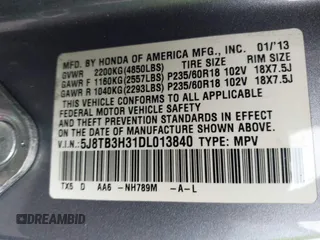 MFD. BY HONDA OF AMERICA MFG., INC. 01/'13
GVWR 2200KG(4850LBS) TIRE SIZE RIM SIZE
GAWR F 1160KG(2557LBS) P235/60R18 102V 18X7.5J
GAWR R 1040KG(2293LBS) P235/60R18 102V 18X7.5J
THIS VEHICLE CONFORMS TO ALL APPLICABLE
FEDERAL MOTOR VEHICLE SAFETY AND
THEFT PREVENTION STANDARDS IN EFFECT ON
THE DATE OF MANUFACTURE SHOWN ABOVE.
V.I.N.: 5J8TB3H31DL013840 TYPE: MPV
TX5 D AA6 -NH789M -A-L
DREAMBID